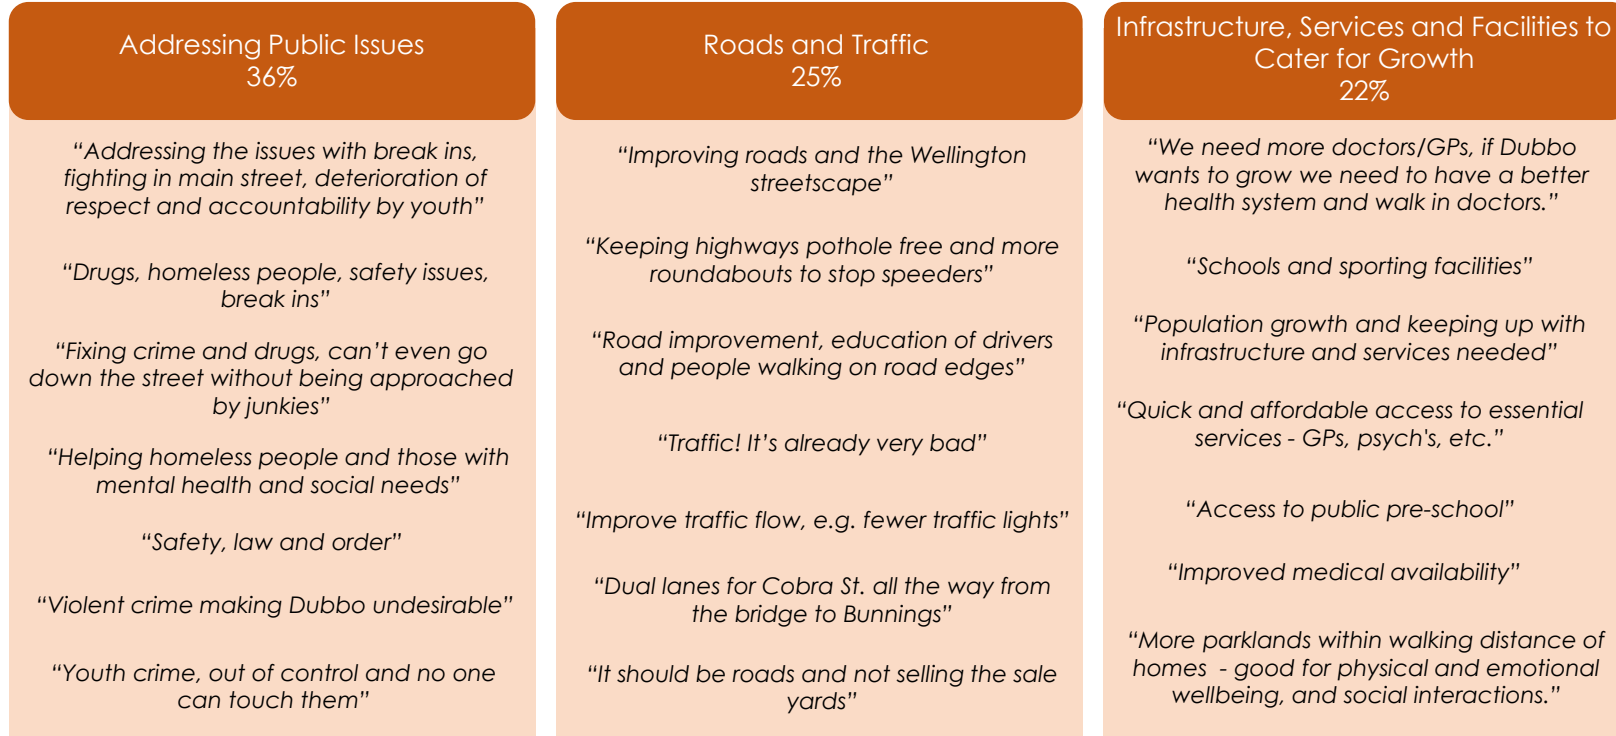 Addressing Public Issues
36%
“Addressing the issues with break ins,
fighting in main street, deterioration of
respect and accountability by youth”
“Drugs, homeless people, safety issues,
break ins”
“Fixing crime and drugs, can’t even go
down the street without being approached
by junkies”
“Helping homeless people and those with
mental health and social needs”
“Safety, law and order”
“Violent crime making Dubbo undesirable”
“Youth crime, out of control and no one
can touch them”
Roads and Traffic
25%
“Improving roads and the Wellington
streetscape”
“Keeping highways pothole free and more
roundabouts to stop speeders”
“Road improvement, education of drivers
and people walking on road edges”
“Traffic! It’s already very bad”
“Improve traffic flow, e.g. fewer traffic lights”
“Dual lanes for Cobra St. all the way from
the bridge to Bunnings”
“It should be roads and not selling the sale
yards”
Infrastructure, Services and Facilities to
Cater for Growth
22%
“We need more doctors/GPs, if Dubbo
wants to grow we need to have a better
health system and walk in doctors.”
“Schools and sporting facilities”
“Population growth and keeping up with
infrastructure and services needed”
“Quick and affordable access to essential
services - GPs, psych's, etc.”
“Access to public pre-school”
“Improved medical availability”
“More parklands within walking distance of
homes  - good for physical and emotional
wellbeing, and social interactions.”